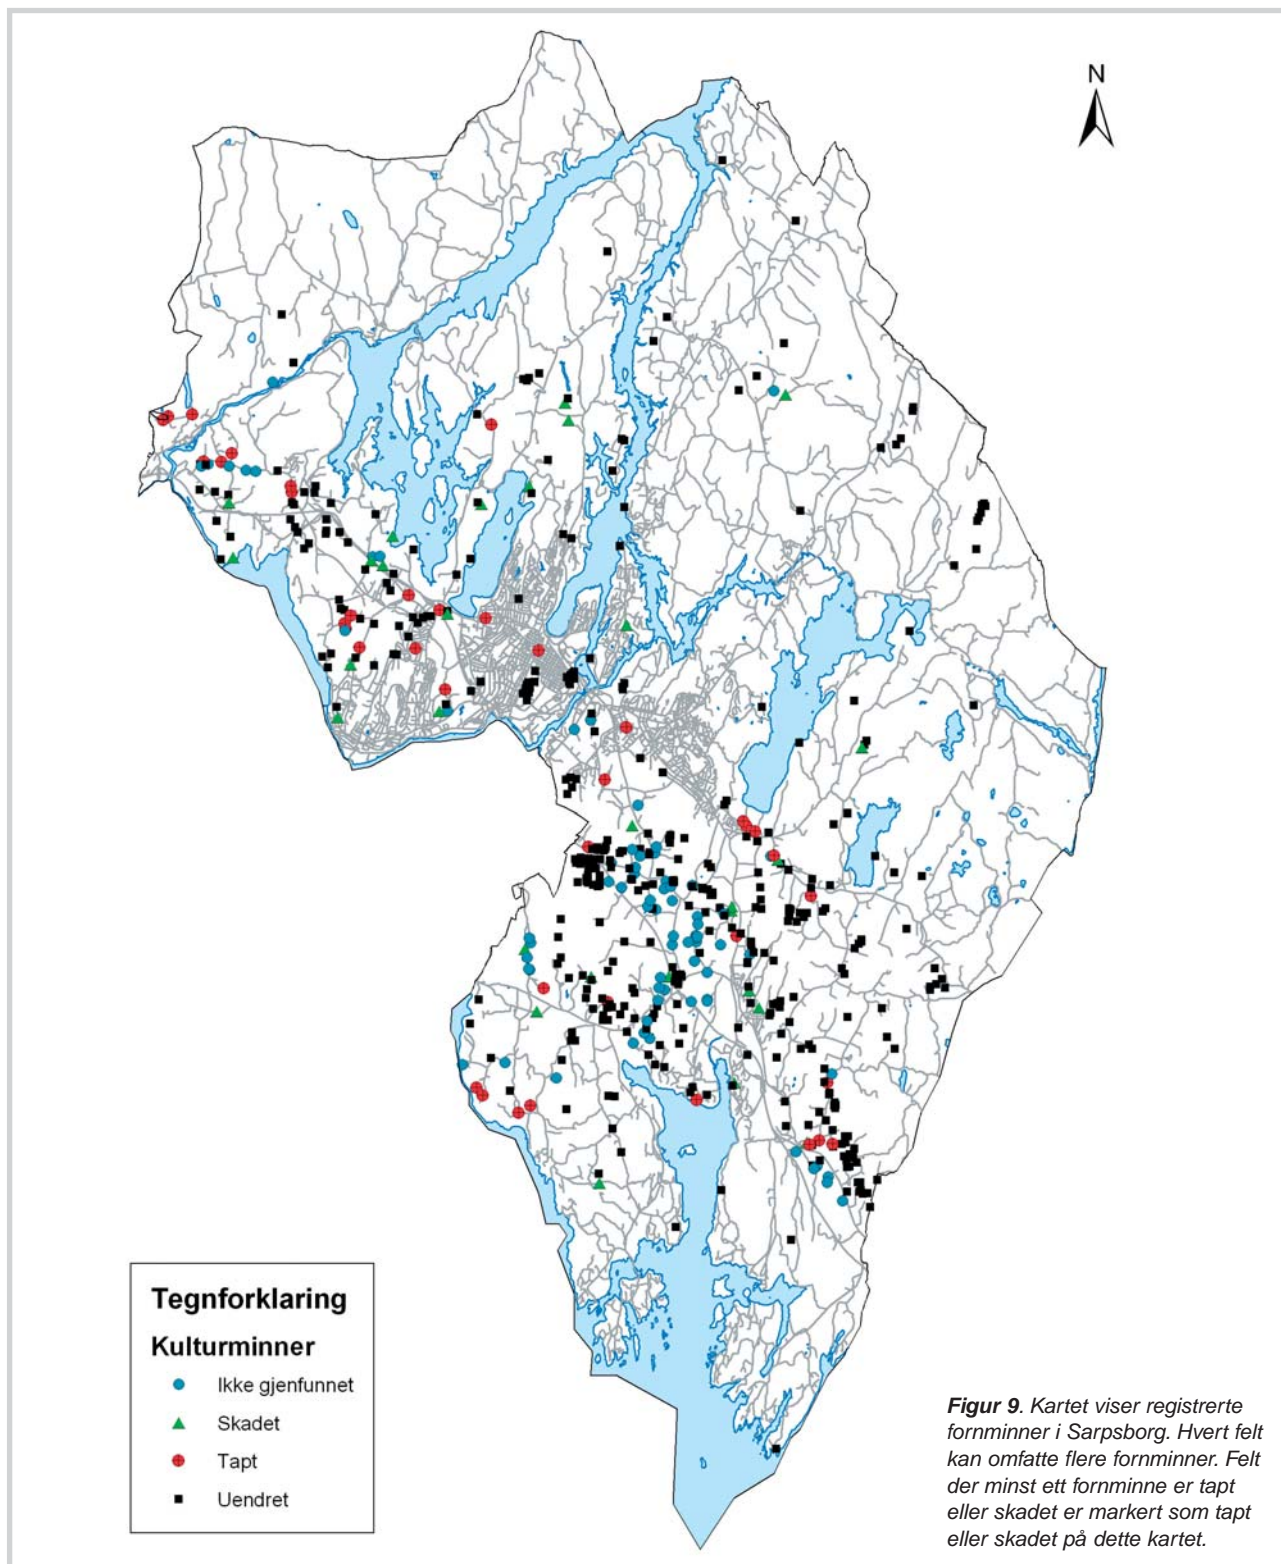 N
Tegnforklaring
Kulturminner
Ikke gjenfunnet
Skadet
Tapt
Uendret
Figur 9. Kartet viser registrerte
fornminner i Sarpsborg. Hvert felt
kan omfatte flere fornminner. Felt
der minst ett fornminne er tapt
eller skadet er markert som tapt
eller skadet på dette kartet.